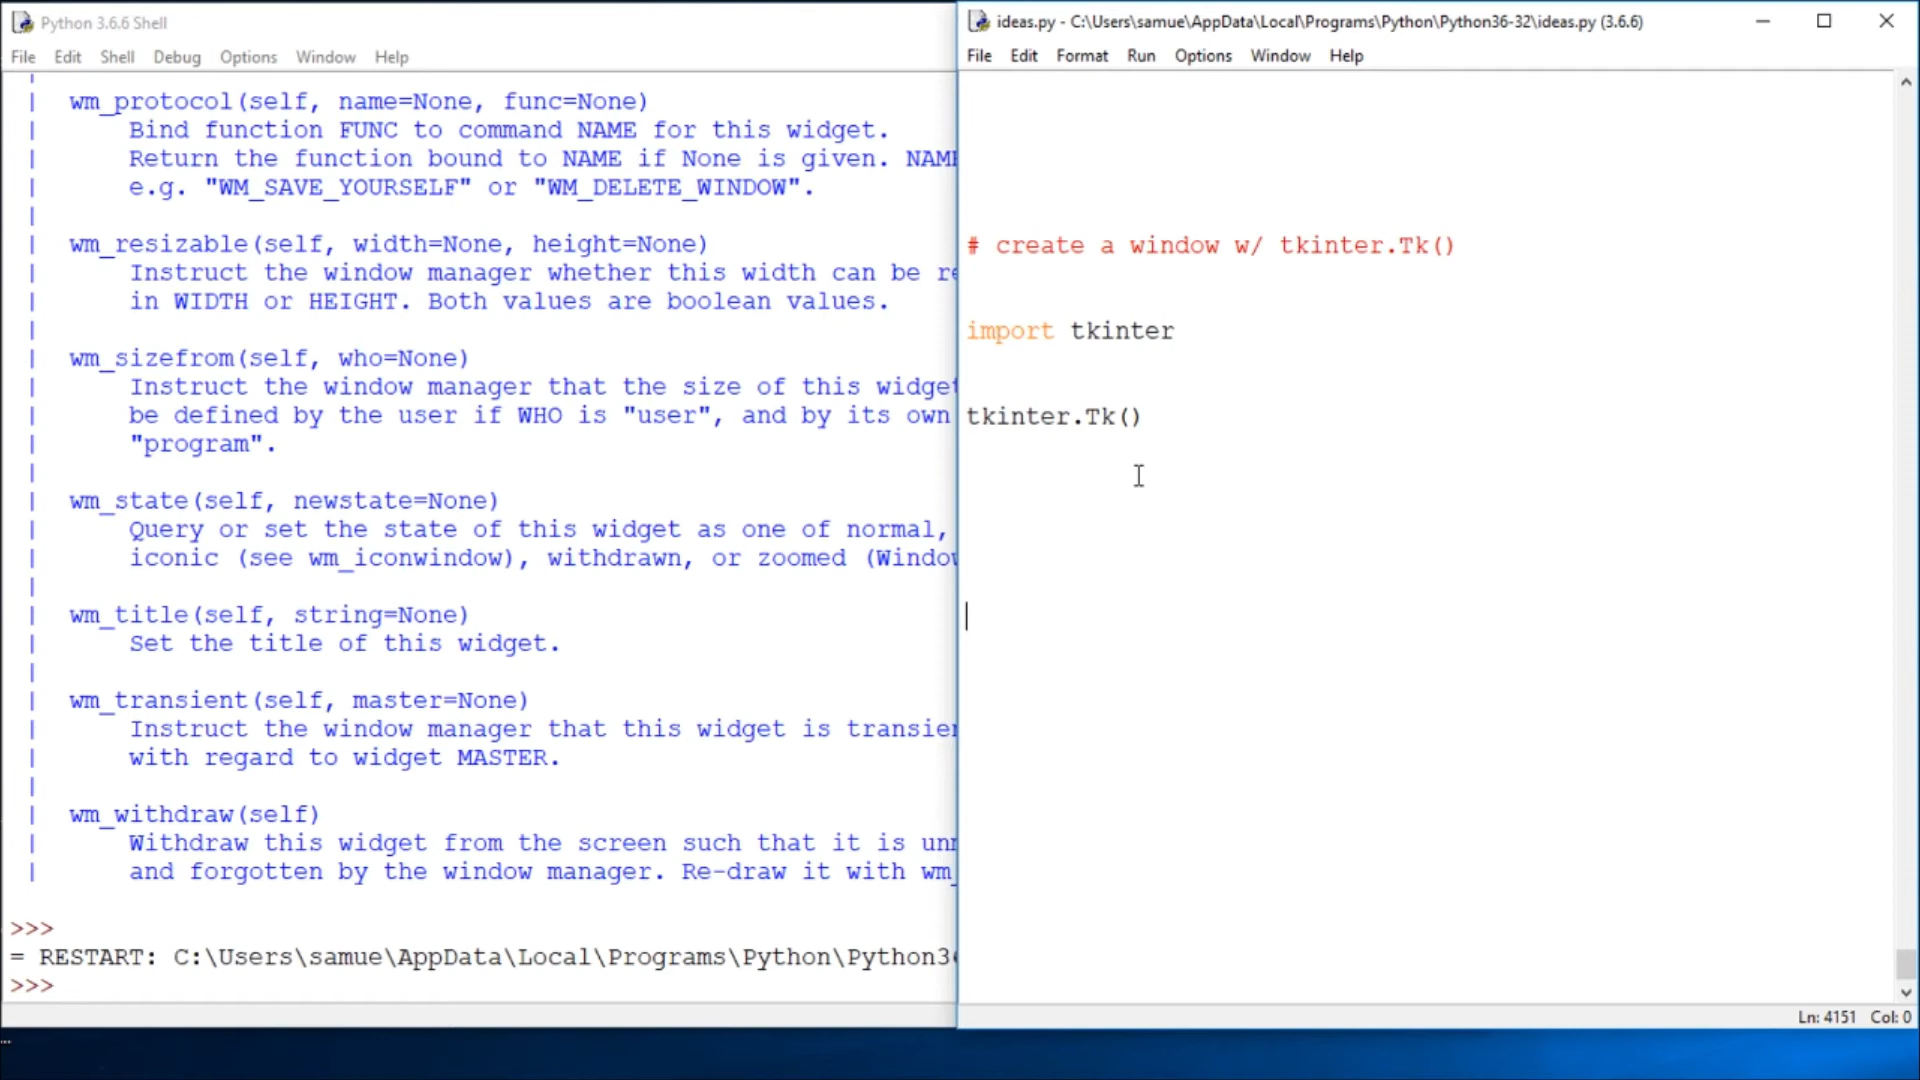 Python 3.6.6 Shell
File Edit Shell Debug Options Window Help
| wm_protocol(self, name=None, func=None)
| Bind function FUNC to command NAME for this widget.
| Return the function bound to NAME if None is given. NAME
| e.g. "WM_SAVE_YOURSELF" or "WM_DELETE_WINDOW".
|
| wm_resizable(self, width=None, height=None)
| Instruct the window manager whether this width can be re
| in WIDTH or HEIGHT. Both values are boolean values.
|
| wm_sizefrom(self, who=None)
| Instruct the window manager that the size of this widget
| be defined by the user if WHO is "user", and by its own
| "program".
|
| wm_state(self, newstate=None)
| Query or set the state of this widget as one of normal,
| iconic (see wm_iconwindow), withdrawn, or zoomed (Window
|
| wm_title(self, string=None)
| Set the title of this widget.
|
| wm_transient(self, master=None)
| Instruct the window manager that this widget is transien
| with regard to widget MASTER.
|
| wm_withdraw(self)
| Withdraw this widget from the screen such that it is unm
| and forgotten by the window manager. Re-draw it with wm_
>>>
= RESTART: C:\Users\samue\AppData\Local\Programs\Python\Python36
>>>
ideas.py - C:\Users\samue\AppData\Local\Programs\Python\Python36-32\ideas.py (3.6.6)
File Edit Format Run Options Window Help
# create a window w/ tkinter.Tk()
import tkinter
tkinter.Tk()
Ln: 4151 Col: 0